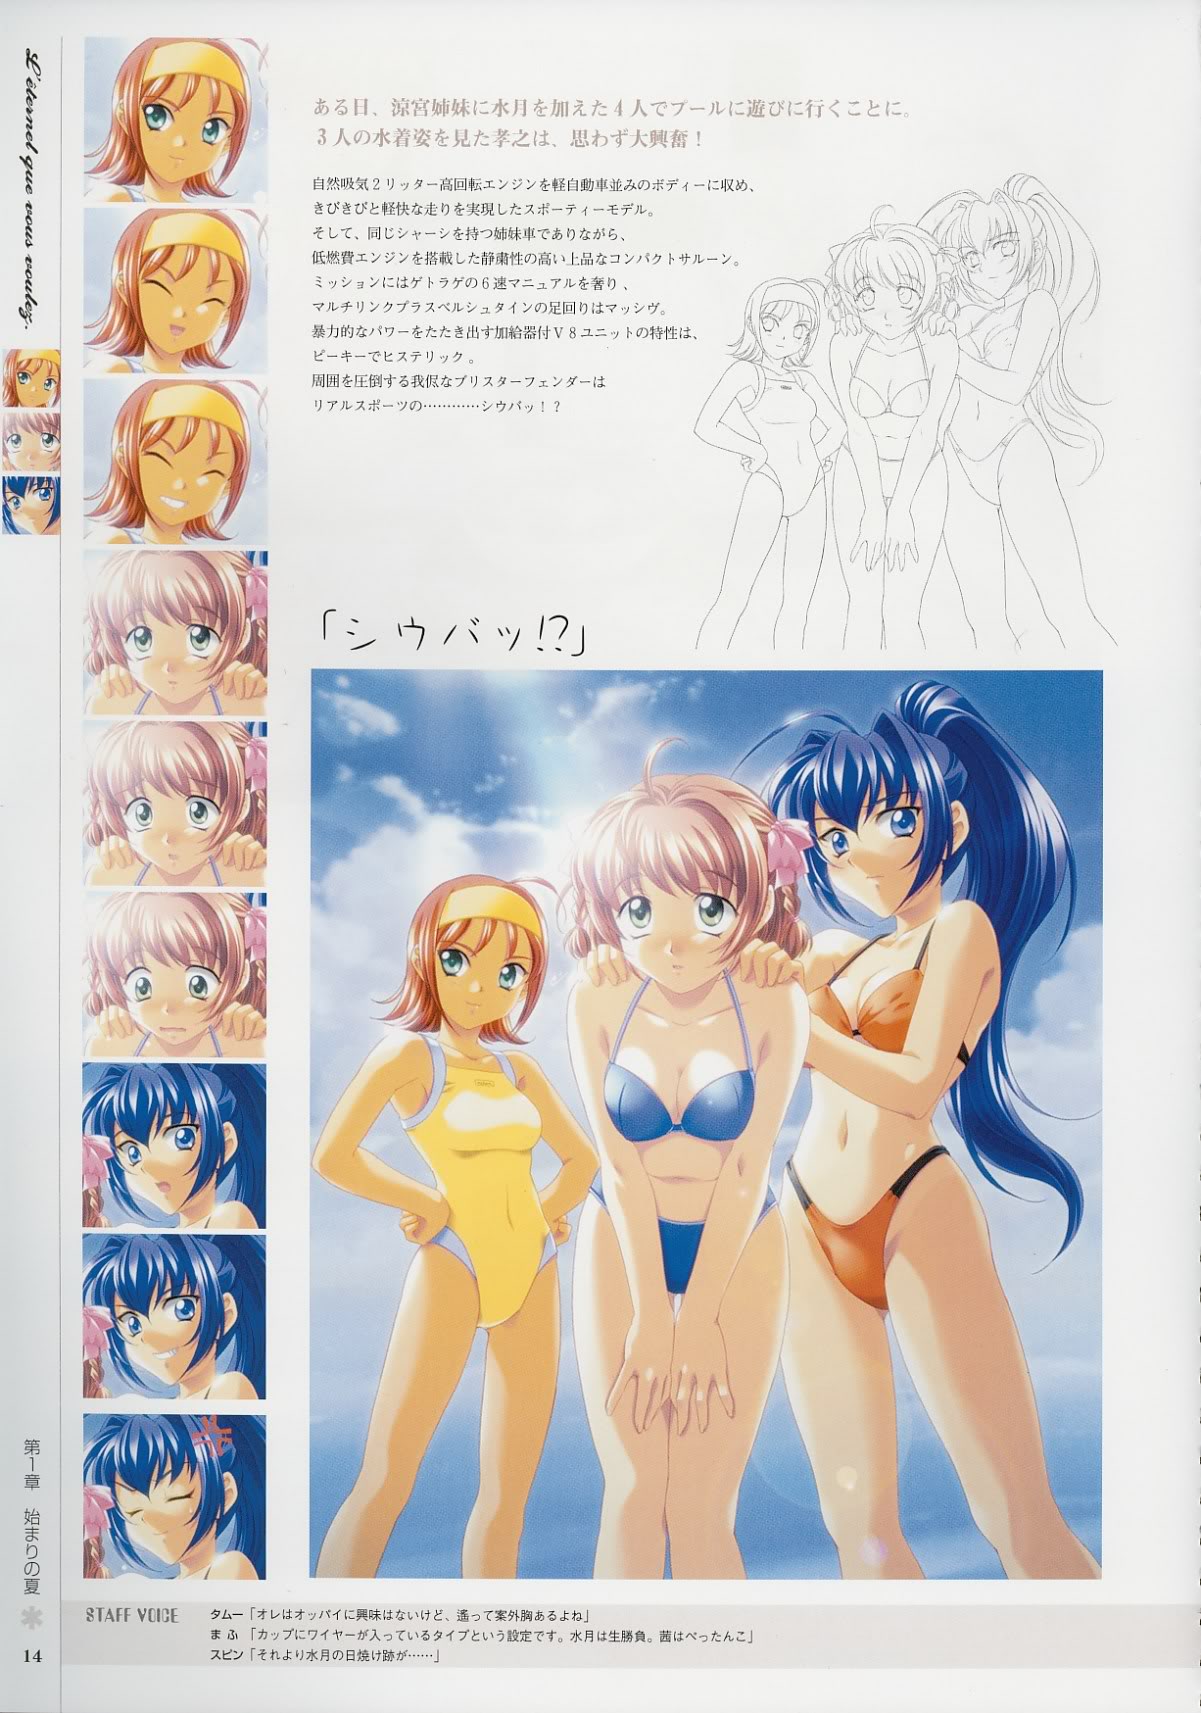 L'éternel que vous voulez.
ある日、涼宮姉妹に水月を加えた4人でプールに遊びに行くことに。
3人の水着姿を見た孝之は、思わず大興奮！
自然吸気2リッター高回転エンジンを軽自動車並みのボディーに収め、
きびきびと軽快な走りを実現したスポーティーモデル。
そして、同じシャーシを持つ姉妹車でありながら、
低燃費エンジンを搭載した静粛性の高い上品なコンパクトサルーン。
ミッションにはゲトラゲの6速マニュアルを奢り、
マルチリンクプラスベルシュタインの足回りはマッシヴ。
暴力的なパワーをたたき出す加給器付V8ユニットの特性は、
ピーキーでヒステリック。
周囲を圧倒する我侭なブリスターフェンダーは
リアルスポーツの…………シウバッ！？
「シウバッ!?」
第1章 始まりの夏
14
STAFF VOICE
タムー「オレはオッパイに興味はないけど、遙って案外胸あるよね」
まふ「カップにワイヤーが入っているタイプという設定です。水月は生勝負。茜はぺったんこ」
スピン「それより水月の日焼け跡が……」